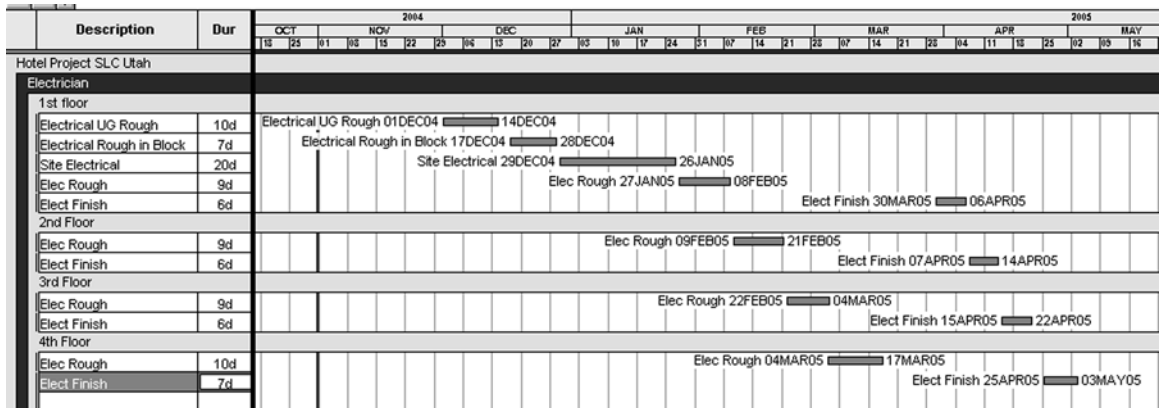 2004 2005
Description Dur OCT NOV DEC JAN FEB MAR APR MAY
18 25 01 08 15 22 29 06 13 20 27 03 10 17 24 31 07 14 21 28 07 14 21 28 04 11 18 25 02 09 16
Hotel Project SLC Utah
Electrician
1st floor
Electrical UG Rough 10d Electrical UG Rough 01DEC04 14DEC04
Electrical Rough in Block 7d Electrical Rough in Block 17DEC04 28DEC04
Site Electrical 20d Site Electrical 29DEC04 26JAN05
Elec Rough 9d Elec Rough 27JAN05 08FEB05
Elect Finish 6d Elect Finish 30MAR05 06APR05
2nd Floor
Elec Rough 9d Elec Rough 09FEB05 21FEB05
Elect Finish 6d Elect Finish 07APR05 14APR05
3rd Floor
Elec Rough 9d Elec Rough 22FEB05 04MAR05
Elect Finish 6d Elect Finish 15APR05 22APR05
4th Floor
Elec Rough 10d Elec Rough 04MAR05 17MAR05
Elect Finish 7d Elect Finish 25APR05 03MAY05